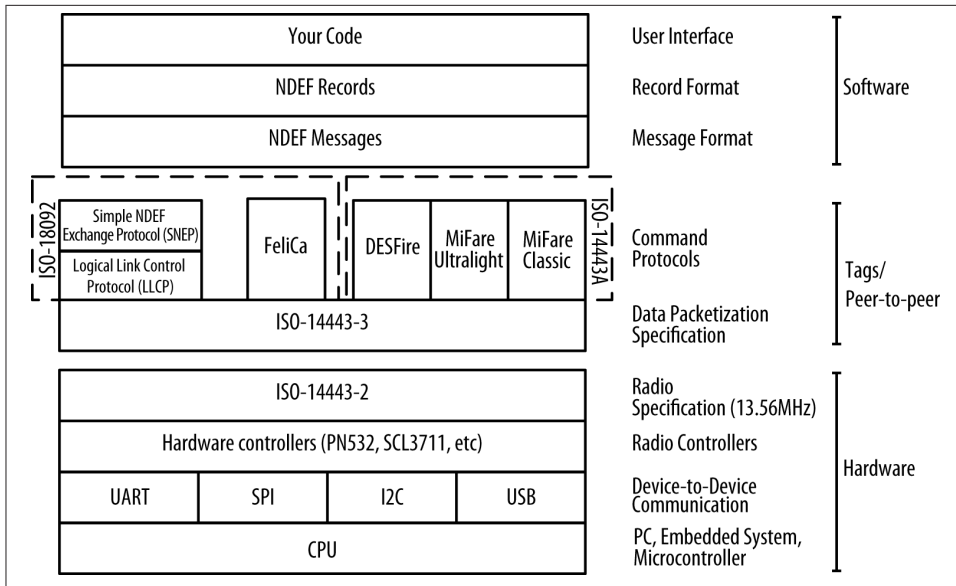 Your Code
User Interface
NDEF Records
Record Format
Software
NDEF Messages
Message Format
ISO-18092
Simple NDEF
Exchange Protocol (SNEP)
Logical Link Control
Protocol (LLCP)
FeliCa
DESFire
MiFare
Ultralight
MiFare
Classic
ISO-14443A
Command
Protocols
Tags/
Peer-to-peer
ISO-14443-3
Data Packetization
Specification
ISO-14443-2
Radio
Specification (13.56MHz)
Hardware controllers (PN532, SCL3711, etc)
Radio Controllers
Hardware
UART
SPI
I2C
USB
Device-to-Device
Communication
CPU
PC, Embedded System,
Microcontroller